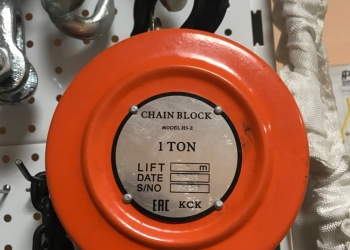 CHAIN BLOCK
MODEL HS-Z
1 TON
LIFT m
DATE
S/NO
EAC KCK